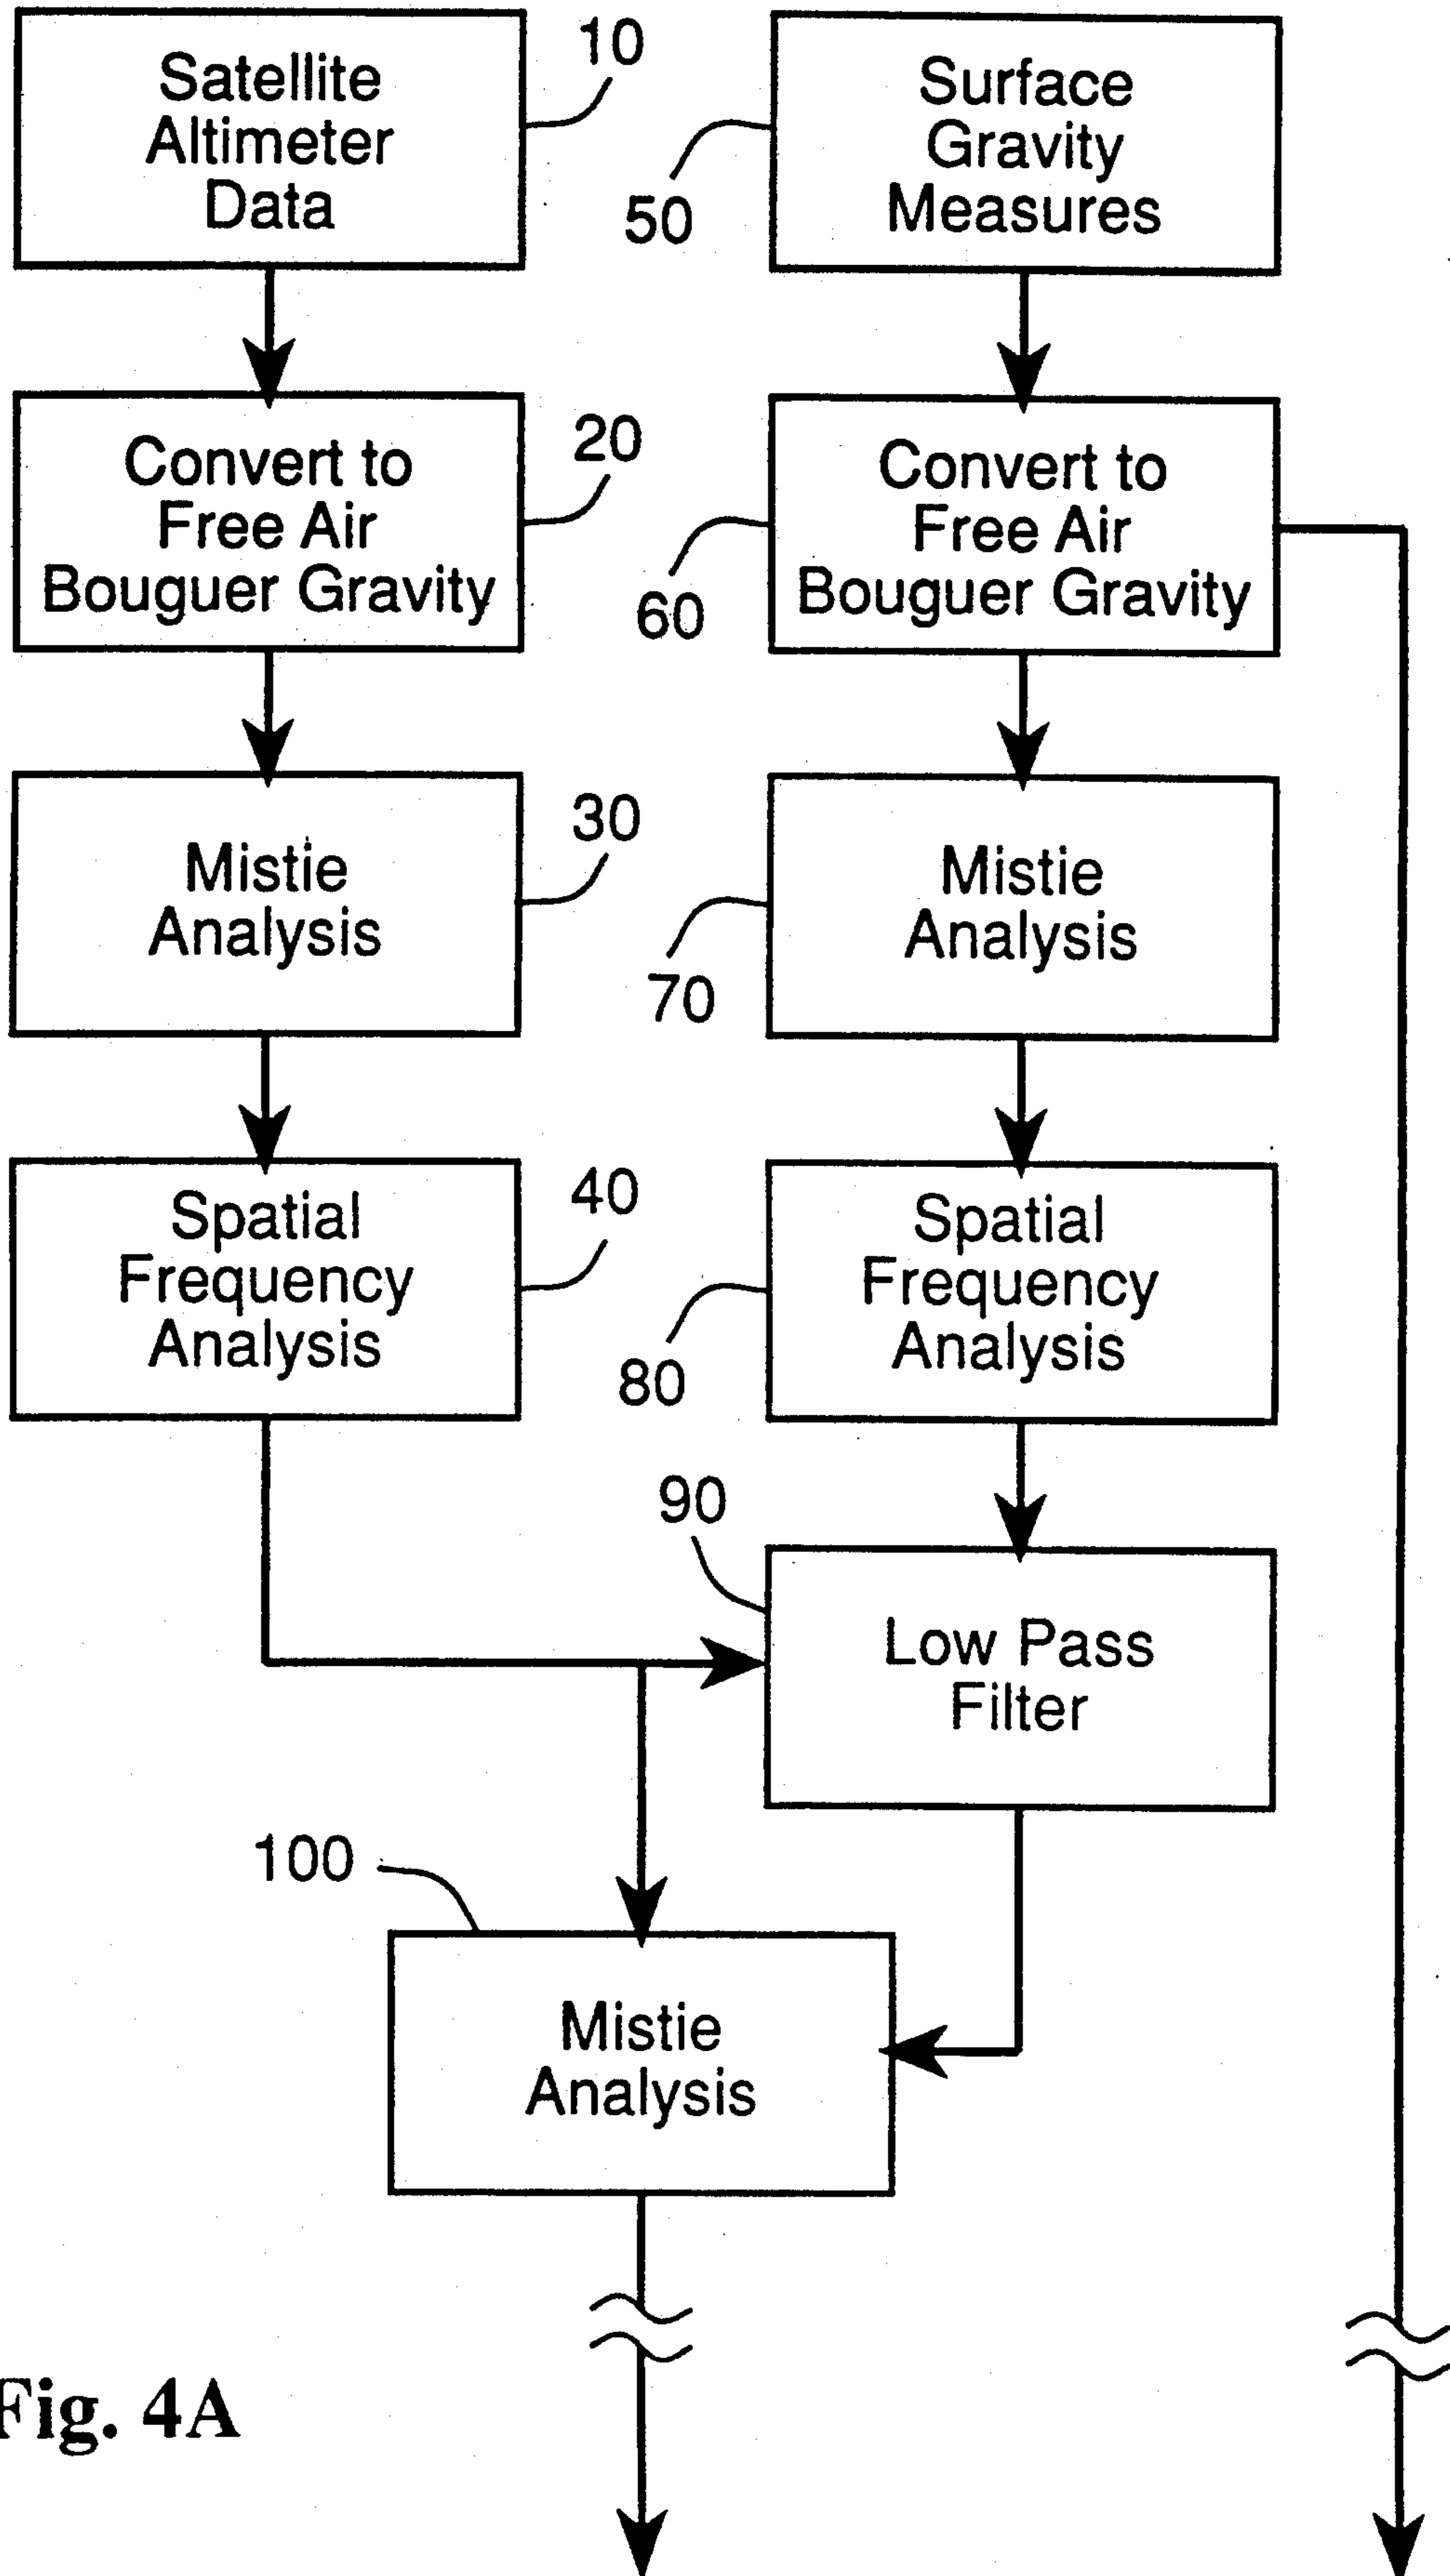 Satellite
Altimeter
Data
10
Surface
Gravity
Measures
50
Convert to
Free Air
Bouguer Gravity
20
Convert to
Free Air
Bouguer Gravity
60
Mistie
Analysis
30
Mistie
Analysis
70
Spatial
Frequency
Analysis
40
Spatial
Frequency
Analysis
80
90
Low Pass
Filter
100
Mistie
Analysis
Fig. 4A